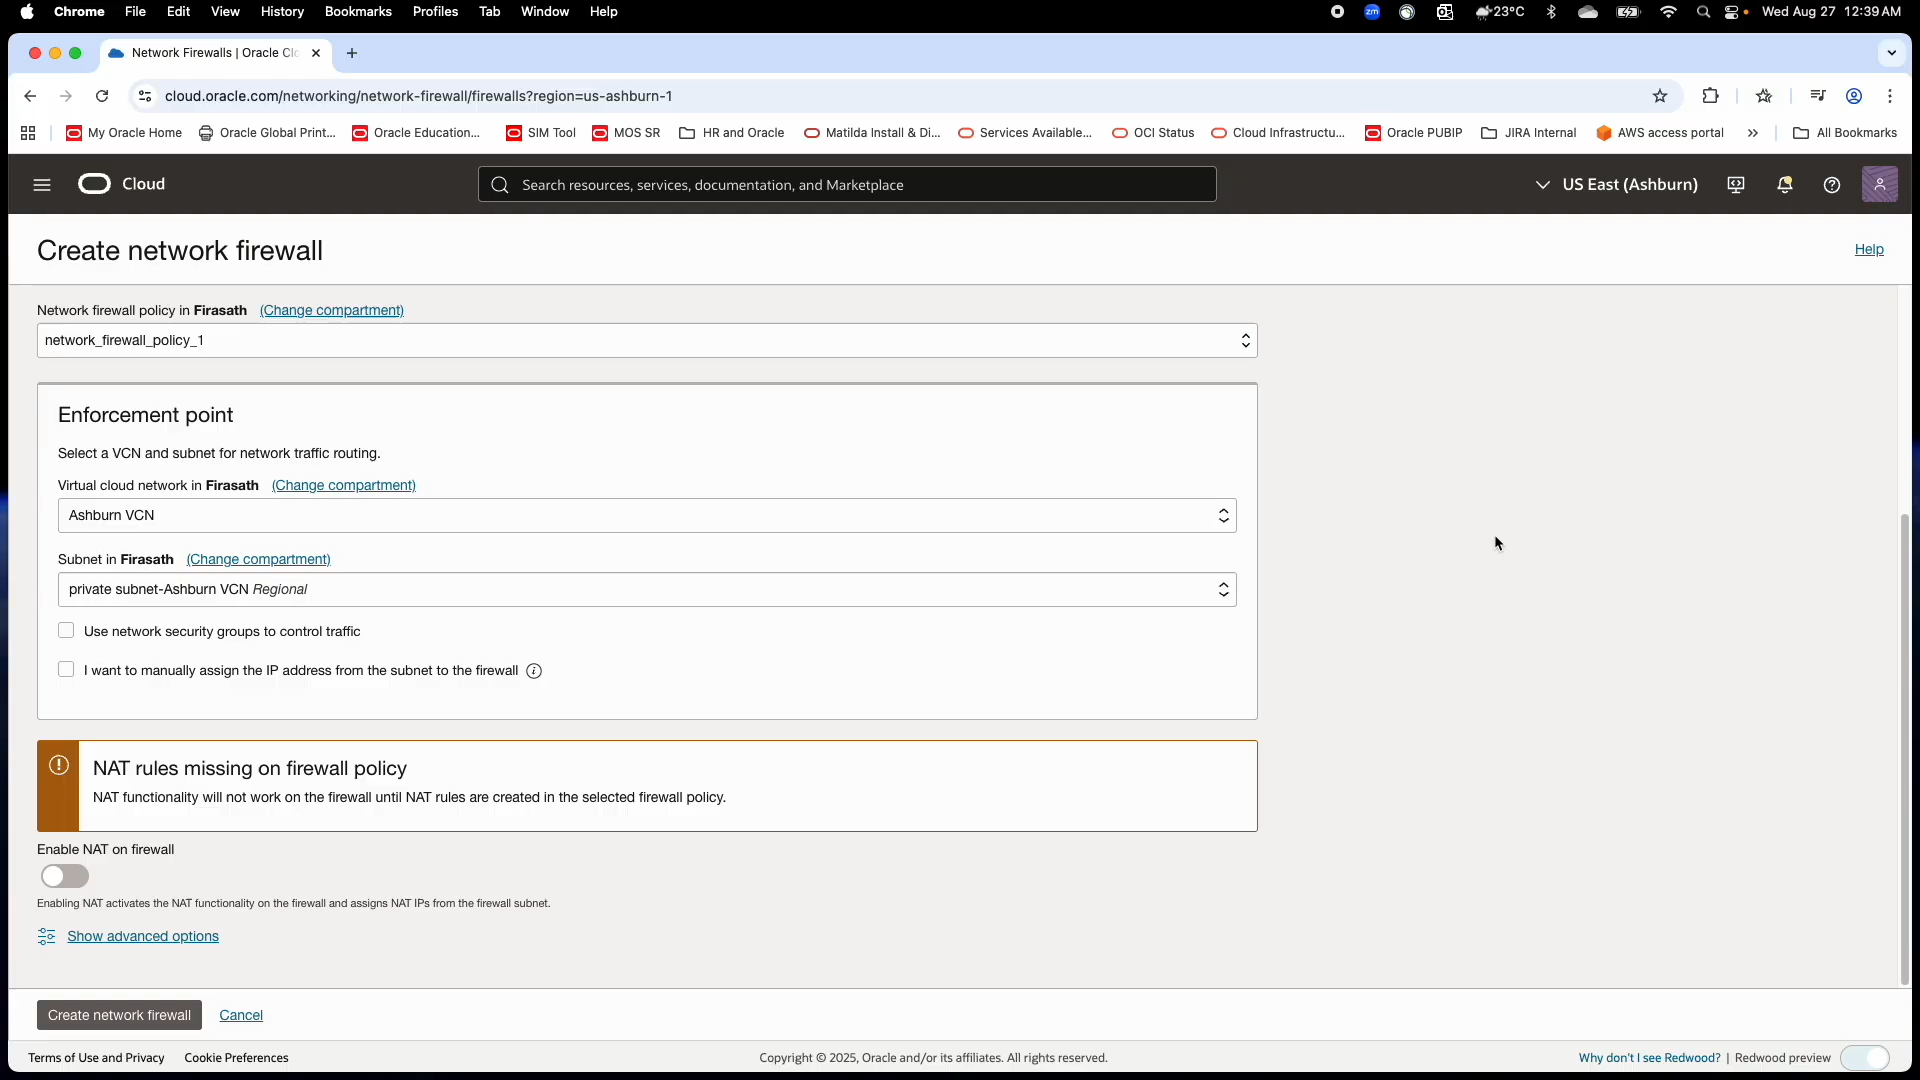 Chrome File Edit View History Bookmarks Profiles Tab Window Help zm 23°C Wed Aug 27 12:39 AM
Network Firewalls | Oracle Clo
cloud.oracle.com/networking/network-firewall/firewalls?region=us-ashburn-1
My Oracle Home Oracle Global Print... Oracle Education... SIM Tool MOS SR HR and Oracle Matilda Install & Di... Services Available... OCI Status Cloud Infrastructu... Oracle PUBIP JIRA Internal AWS access portal All Bookmarks
Cloud Search resources, services, documentation, and Marketplace US East (Ashburn)
Create network firewall Help
Network firewall policy in Firasath (Change compartment)
network_firewall_policy_1
Enforcement point
Select a VCN and subnet for network traffic routing.
Virtual cloud network in Firasath (Change compartment)
Ashburn VCN
Subnet in Firasath (Change compartment)
private subnet-Ashburn VCN Regional
Use network security groups to control traffic
I want to manually assign the IP address from the subnet to the firewall
NAT rules missing on firewall policy
NAT functionality will not work on the firewall until NAT rules are created in the selected firewall policy.
Enable NAT on firewall
Enabling NAT activates the NAT functionality on the firewall and assigns NAT IPs from the firewall subnet.
Show advanced options
Create network firewall Cancel
Terms of Use and Privacy Cookie Preferences Copyright © 2025, Oracle and/or its affiliates. All rights reserved. Why don't I see Redwood? | Redwood preview